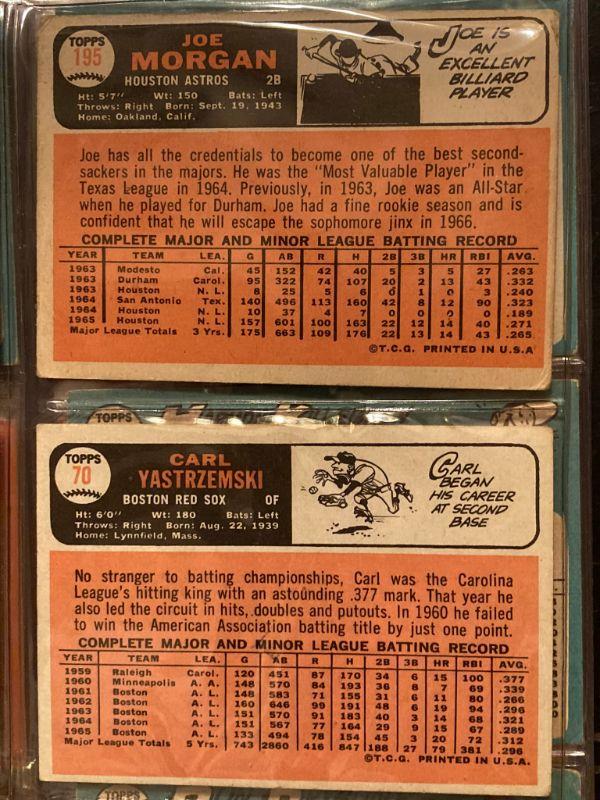 TOPPS
195
JOE
MORGAN
HOUSTON ASTROS 2B
Ht: 5'7" Wt: 150 Bats: Left
Throws: Right Born: Sept. 19, 1943
Home: Oakland, Calif.
JOE IS
AN
EXCELLENT
BILLIARD
PLAYER
Joe has all the credentials to become one of the best second-
sackers in the majors. He was the "Most Valuable Player" in the
Texas League in 1964. Previously, in 1963, Joe was an All-Star
when he played for Durham. Joe had a fine rookie season and is
confident that he will escape the sophomore jinx in 1966.
COMPLETE MAJOR AND MINOR LEAGUE BATTING RECORD
YEAR TEAM LEA. G AB R H 2B 3B HR RBI AVG.
1963 Modesto Cal. 45 152 42 40 5 3 5 27 .263
1963 Durham Carol. 95 322 74 107 20 2 13 43 .332
1963 Houston N. L. 8 25 5 6 0 1 0 3 .240
1964 San Antonio Tex. 140 496 113 160 42 8 12 90 .323
1964 Houston N. L. 10 37 4 7 0 0 0 0 .189
1965 Houston N. L. 157 601 100 163 22 12 14 40 .271
Major League Totals 3 Yrs. 175 663 109 176 22 13 14 43 .265
©T.C.G. PRINTED IN U.S.A
TOPPS
TOPPS
70
CARL
YASTRZEMSKI
BOSTON RED SOX OF
Ht: 6'0" Wt: 180 Bats: Left
Throws: Right Born: Aug. 22, 1939
Home: Lynnfield, Mass.
CARL
BEGAN
HIS CAREER
AT SECOND
BASE
No stranger to batting championships, Carl was the Carolina
League's hitting king with an astounding .377 mark. That year he
also led the circuit in hits, doubles and putouts. In 1960 he failed
to win the American Association batting title by just one point.
COMPLETE MAJOR AND MINOR LEAGUE BATTING RECORD
YEAR TEAM LEA. G AB R H 2B 3B HR RBI AVG.
1959 Raleigh Carol. 120 451 87 170 34 6 15 100 .377
1960 Minneapolis A. A. 148 570 84 193 36 8 7 69 .339
1961 Boston A. L. 148 583 71 155 31 6 11 80 .266
1962 Boston A. L. 160 646 99 191 48 6 19 94 .296
1963 Boston A. L. 151 570 91 183 40 3 14 68 .321
1964 Boston A. L. 151 567 77 164 29 9 15 67 .289
1965 Boston A. L. 133 494 78 154 45 3 20 72 .312
Major League Totals 5 Yrs. 743 2860 416 847 188 27 79 381 .296
©T.C.G. PRINTED IN U.S.A.
TOPPS